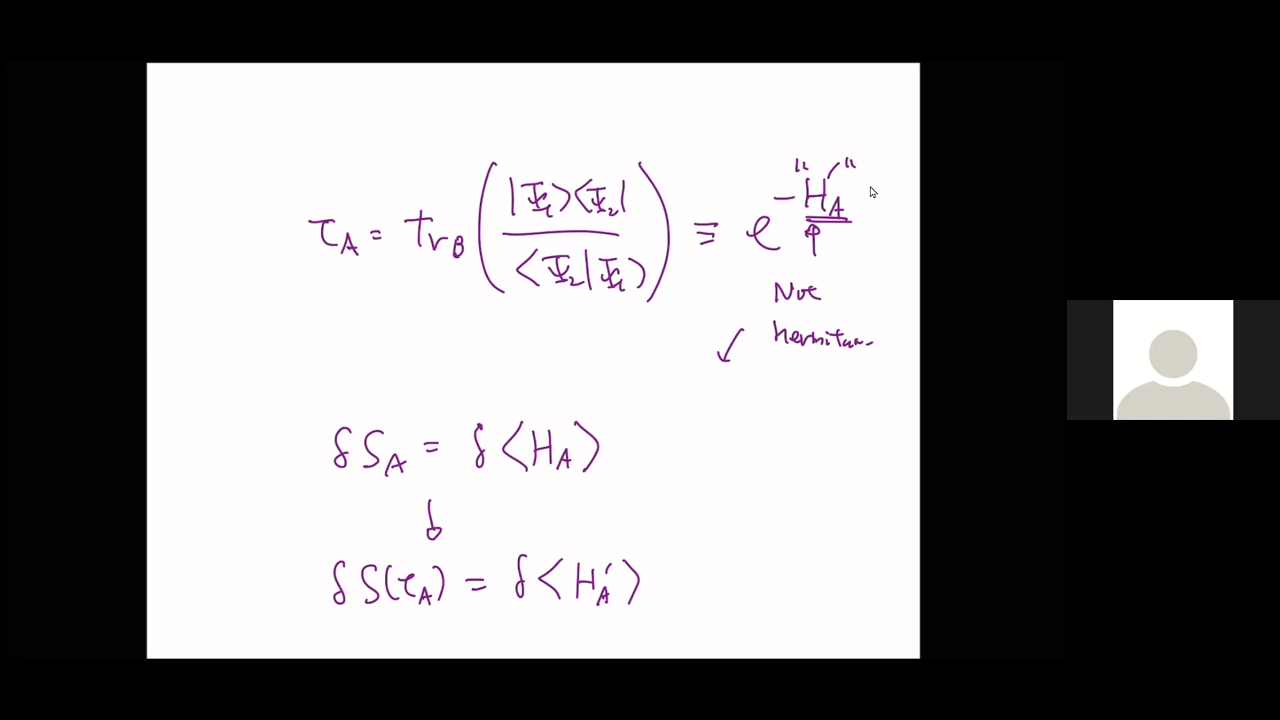 τ_A = Tr_B ( |Ψ_1><Ψ_2| / <Ψ_2|Ψ_1> ) ≡ e^{-"H_A'"}
Not
hermitian
δS_A = δ<H_A>
↓
δS(τ_A) = δ<H_A'>